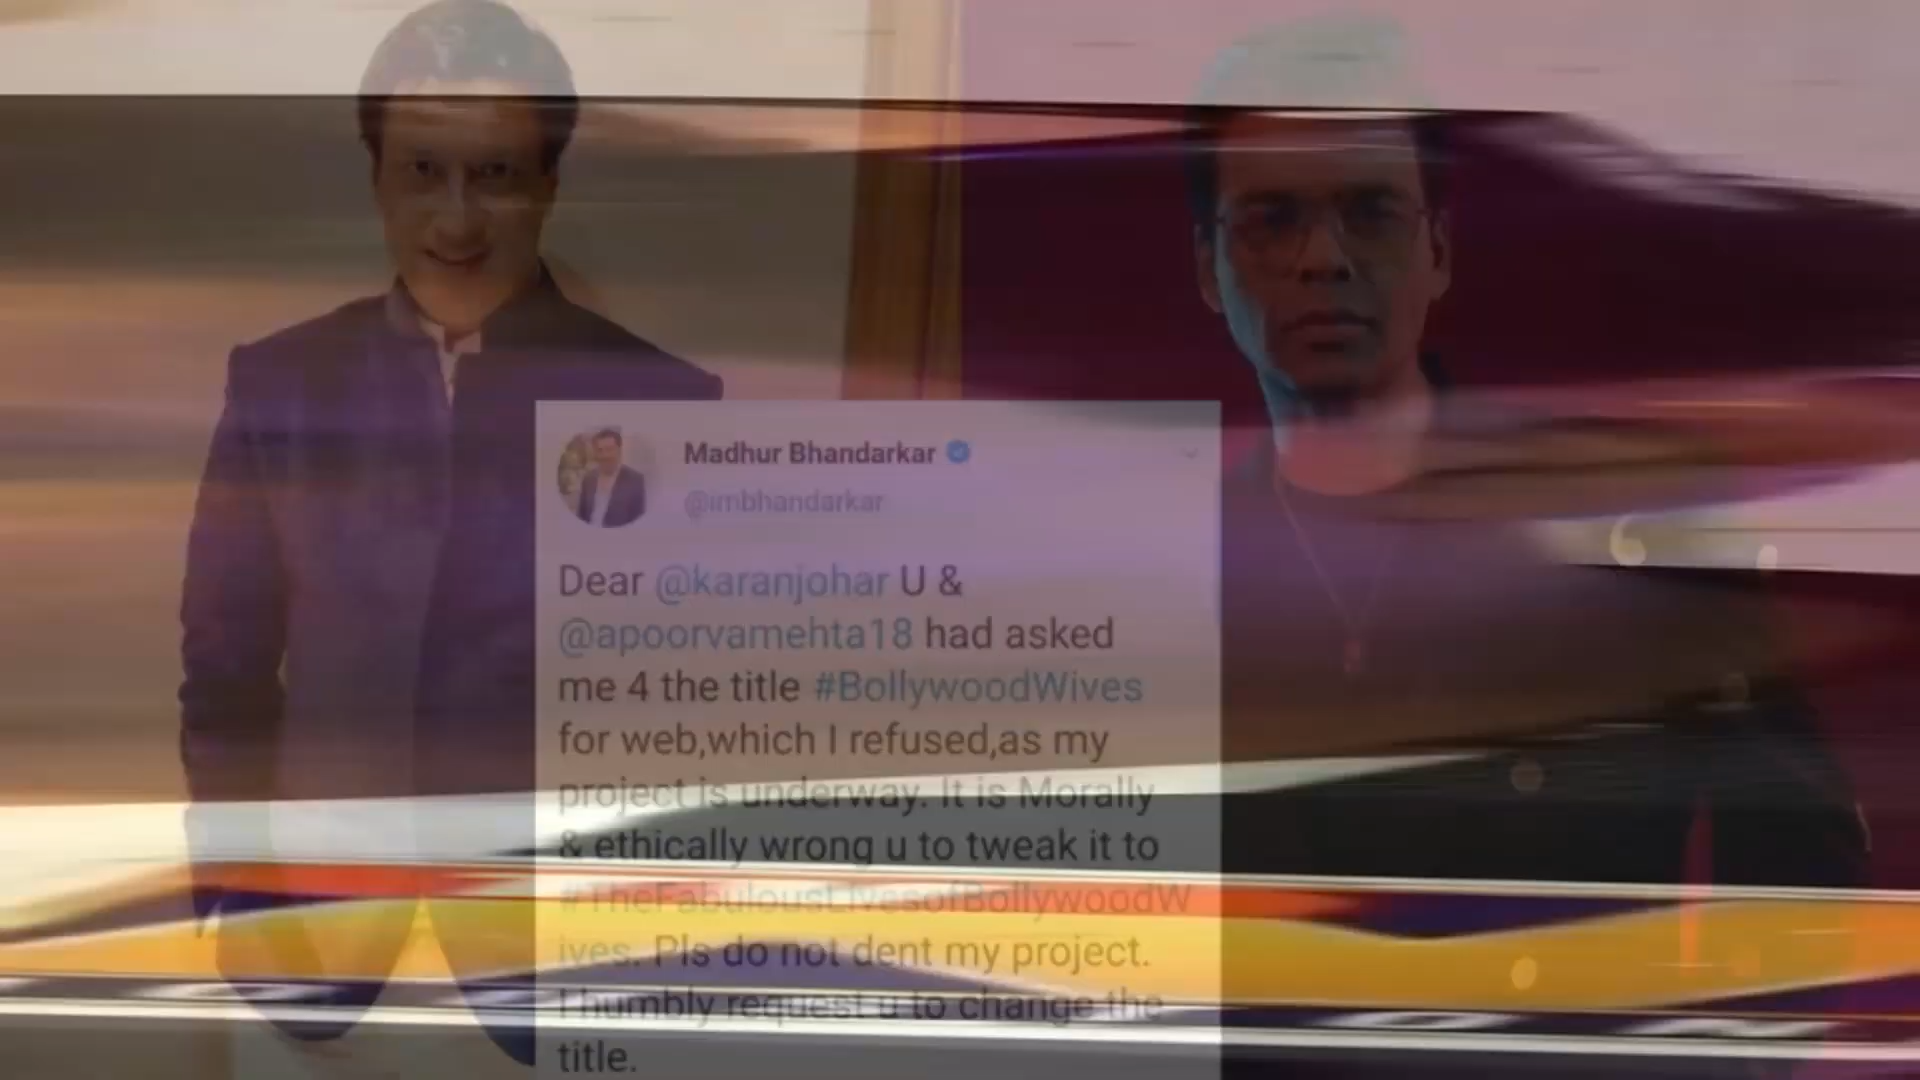 Madhur Bhandarkar
@imbhandarkar
Dear @karanjohar U &
@apoorvamehta18 had asked
me 4 the title #BollywoodWives
for web,which I refused,as my
project is underway. It is Morally
& ethically wrong u to tweak it to
#TheFabulousLivesofBollywoodW
ives. Pls do not dent my project.
I humbly request u to change the
title.